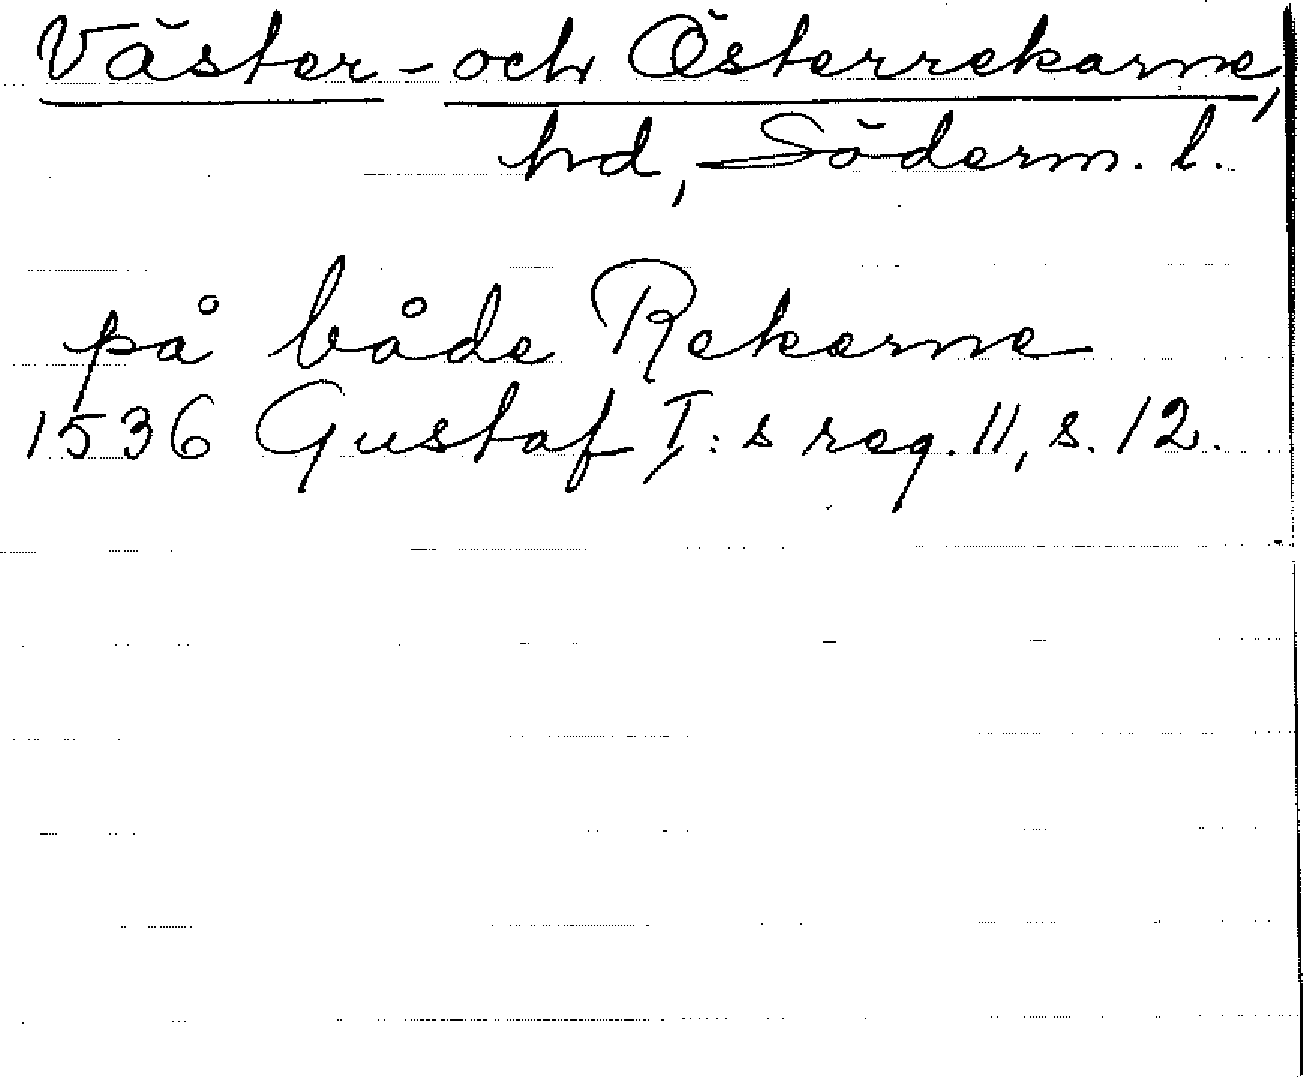 Väster- och Österrekarne,
hd, Söderm. l.
på både Rekarne
1536 Gustaf I:s reg. 11, s. 12.